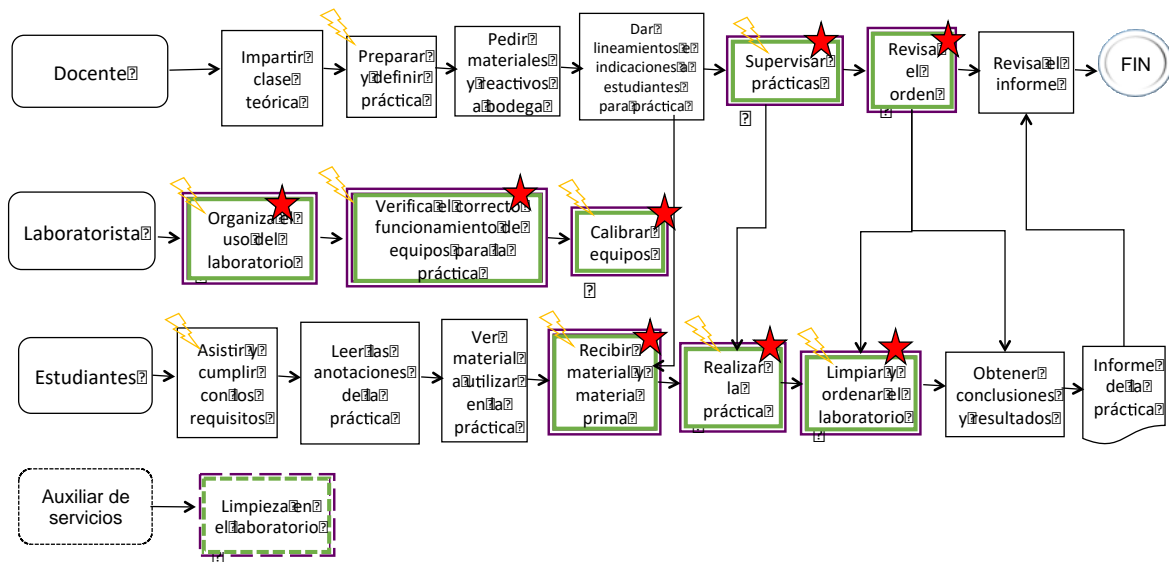 Docente
Impartir
clase
teórica
Preparar
y definir
práctica
Pedir
materiales
y reactivos
a bodega
Dar
lineamientos e
indicaciones a
estudiantes
para práctica
Supervisar
prácticas
Revisa
el
orden
Revisa el
informe
FIN
Laboratorista
Organiza el
uso del
laboratorio
Verifica el correcto
funcionamiento de
equipos para la
práctica
Calibrar
equipos
Estudiantes
Asistir y
cumplir
con los
requisitos
Leer las
anotaciones
de la
práctica
Ver
material
a utilizar
en la
práctica
Recibir
material y
materia
prima
Realizar
la
práctica
Limpiar y
ordenar el
laboratorio
Obtener
conclusiones
y resultados
Informe
de la
práctica
Auxiliar de
servicios
Limpieza en
el laboratorio